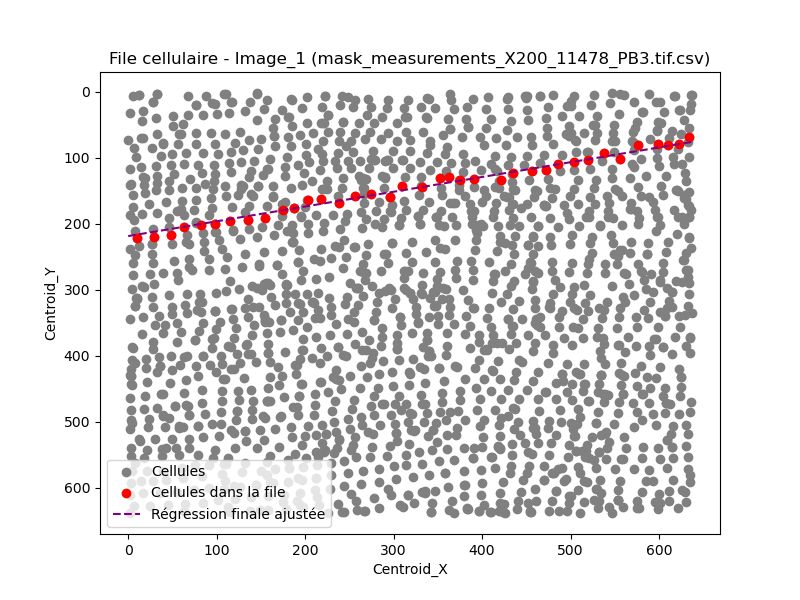 File cellulaire - Image_1 (mask_measurements_X200_11478_PB3.tif.csv)
0
100
200
300
400
500
600
Centroid_Y
Cellules
Cellules dans la file
Régression finale ajustée
0 100 200 300 400 500 600
Centroid_X